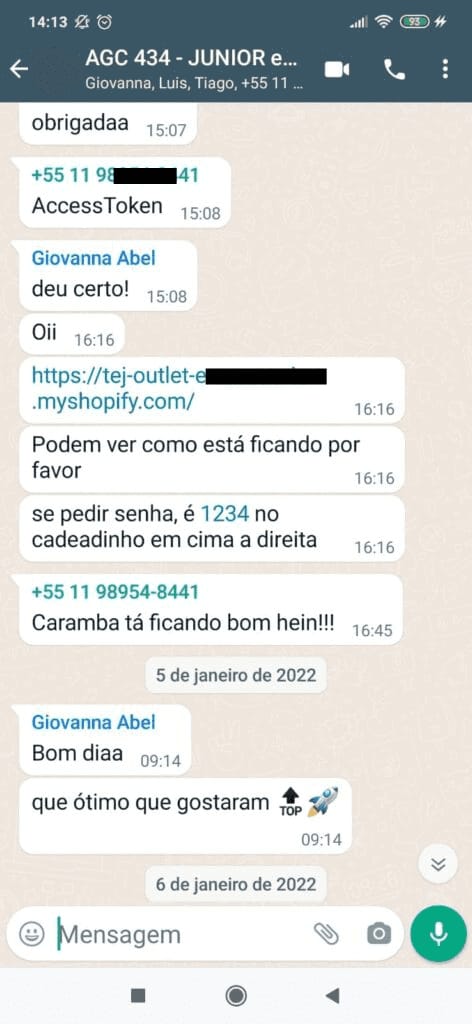 14:13 93
AGC 434 - JUNIOR e...
Giovanna, Luis, Tiago, +55 11 ...
obrigadaa 15:07
+55 11 98 41
AccessToken 15:08
Giovanna Abel
deu certo! 15:08
Oii 16:16
https://tej-outlet-e
.myshopify.com/ 16:16
Podem ver como está ficando por
favor 16:16
se pedir senha, é 1234 no
cadeadinho em cima a direita 16:16
+55 11 98954-8441
Caramba tá ficando bom hein!!! 16:45
5 de janeiro de 2022
Giovanna Abel
Bom diaa 09:14
que ótimo que gostaram 🔝 🚀
09:14
6 de janeiro de 2022
Mensagem